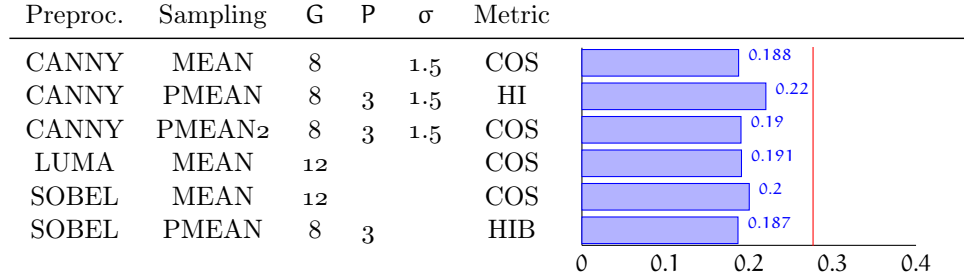 Preproc. Sampling G P σ Metric
CANNY MEAN 8 1.5 COS 0.188
CANNY PMEAN 8 3 1.5 HI 0.22
CANNY PMEAN2 8 3 1.5 COS 0.19
LUMA MEAN 12 COS 0.191
SOBEL MEAN 12 COS 0.2
SOBEL PMEAN 8 3 HIB 0.187
0 0.1 0.2 0.3 0.4